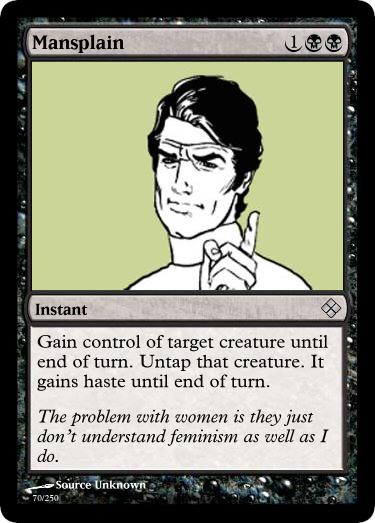 Mansplain 1
Instant
Gain control of target creature until
end of turn. Untap that creature. It
gains haste until end of turn.
The problem with women is they just
don't understand feminism as well as I
do.
Source Unknown
70/250